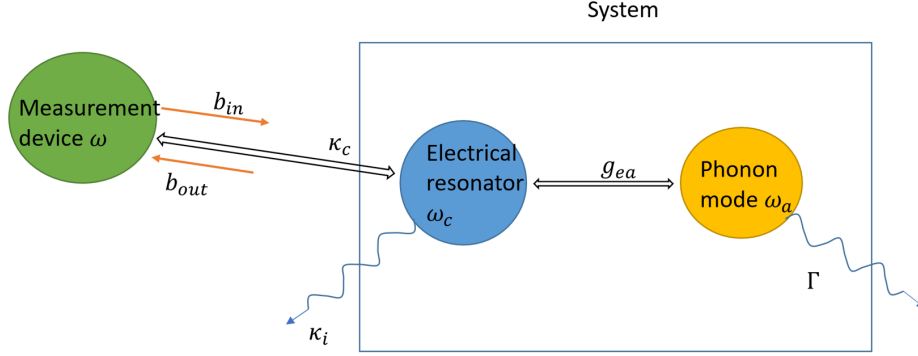 System
Measurement
device ω
b_in
b_out
κ_c
Electrical
resonator
ω_c
g_ea
Phonon
mode ω_a
κ_i
Γ